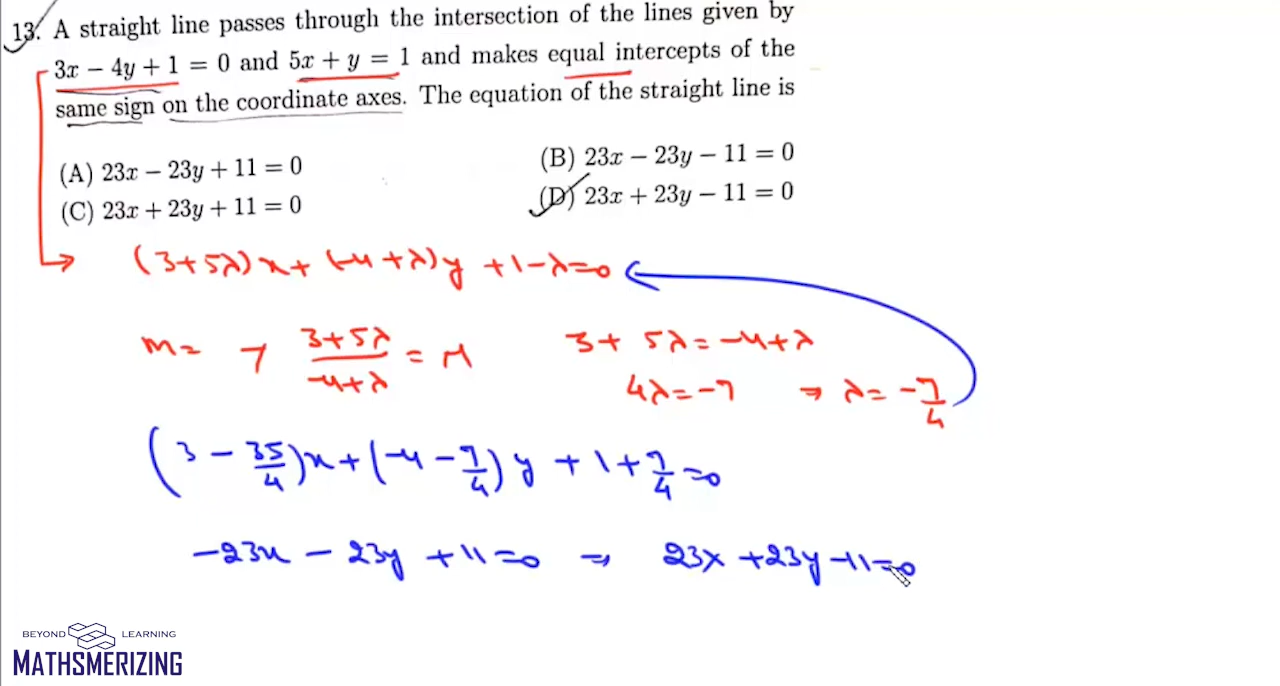 13. A straight line passes through the intersection of the lines given by
3x − 4y + 1 = 0 and 5x + y = 1 and makes equal intercepts of the
same sign on the coordinate axes. The equation of the straight line is
(A) 23x − 23y + 11 = 0 (B) 23x − 23y − 11 = 0
(C) 23x + 23y + 11 = 0 (D) 23x + 23y − 11 = 0
(3+5λ)x + (-4+λ)y + 1-λ=0
m= 7 (3+5λ)/(-4+λ) = +1 3+ 5λ = -4+λ
4λ=-7 ⇒ λ= -7/4
(3 - 35/4)x + (-4 - 7/4)y + 1 + 7/4 =0
-23x - 23y + 11 =0 ⇒ 23x +23y -11=0
BEYOND LEARNING
MATHSMERIZING